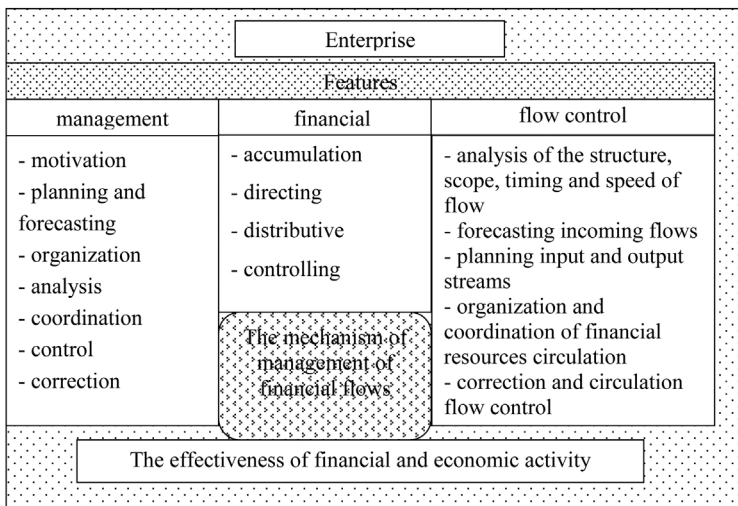 Enterprise
Features
management
- motivation
- planning and
forecasting
- organization
- analysis
- coordination
- control
- correction
financial
- accumulation
- directing
- distributive
- controlling
The mechanism of
management of
financial flows
flow control
- analysis of the structure,
scope, timing and speed of
flow
- forecasting incoming flows
- planning input and output
streams
- organization and
coordination of financial
resources circulation
- correction and circulation
flow control
The effectiveness of financial and economic activity